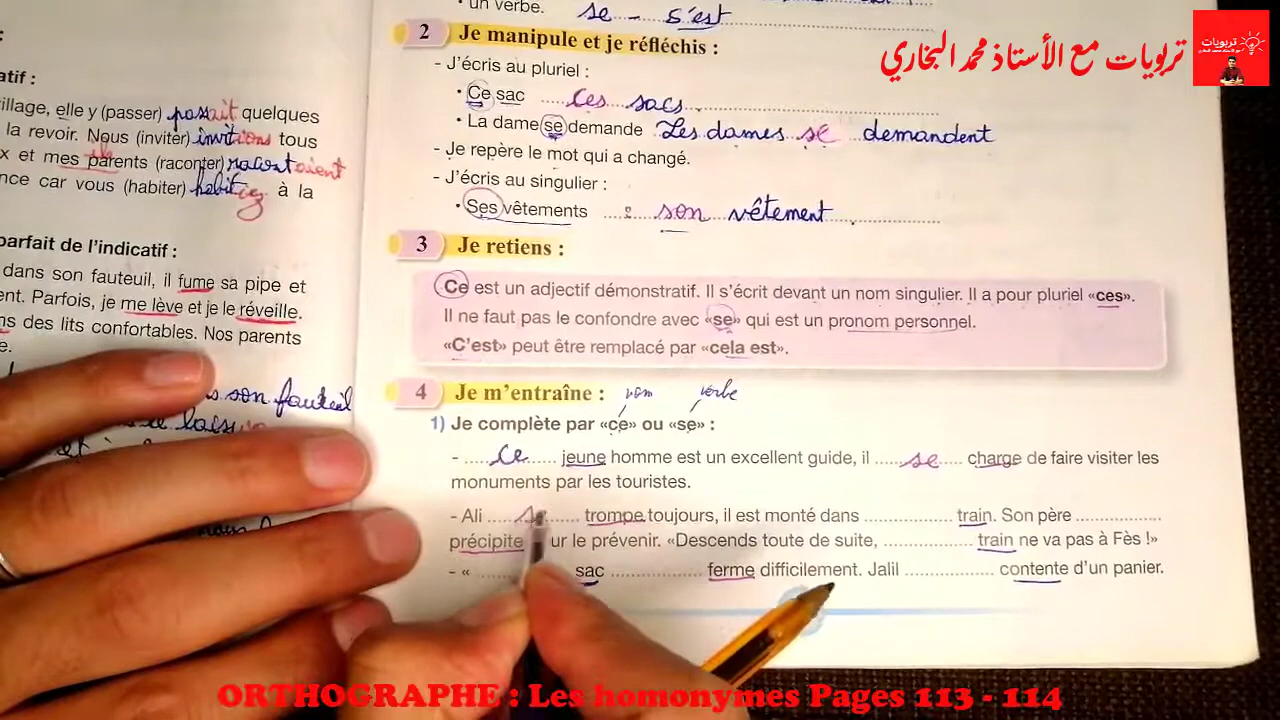 تربويات مع الأستاذ محمد البخاري
تربويات
un verbe. se - s'est
2 Je manipule et je réfléchis :
- J'écris au pluriel :
• Ce sac ces sacs
• La dame se demande Les dames se demandent
- Je repère le mot qui a changé.
- J'écris au singulier :
• Ses vêtements : son vêtement
3 Je retiens :
Ce est un adjectif démonstratif. Il s'écrit devant un nom singulier. Il a pour pluriel «ces».
Il ne faut pas le confondre avec «se» qui est un pronom personnel.
«C'est» peut être remplacé par «cela est».
4 Je m'entraîne : nom verbe
1) Je complète par «ce» ou «se» :
- ce jeune homme est un excellent guide, il se charge de faire visiter les
monuments par les touristes.
- Ali se trompe toujours, il est monté dans ................ train. Son père ................
précipite ur le prévenir. «Descends toute de suite, ................ train ne va pas à Fès !»
- « ........ sac ................ ferme difficilement. Jalil ................ contente d'un panier.
atif :
illage, elle y (passer) passait quelques
la revoir. Nous (inviter) invitions tous
x et mes parents (raconter) racontaient
nce car vous (habiter) habitiez à la
parfait de l'indicatif :
dans son fauteuil, il fume sa pipe et
ent. Parfois, je me lève et je le réveille.
ns des lits confortables. Nos parents
e.
s son fauteuil
ORTHOGRAPHE : Les homonymes Pages 113 - 114